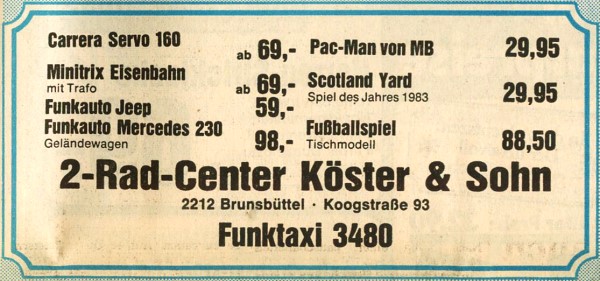 Carrera Servo 160 ab 69,-
Minitrix Eisenbahn
mit Trafo ab 69,-
Funkauto Jeep 59,-
Funkauto Mercedes 230
Geländewagen 98,-
Pac-Man von MB 29,95
Scotland Yard
Spiel des Jahres 1983 29,95
Fußballspiel
Tischmodell 88,50
2-Rad-Center Köster & Sohn
2212 Brunsbüttel · Koogstraße 93
Funktaxi 3480